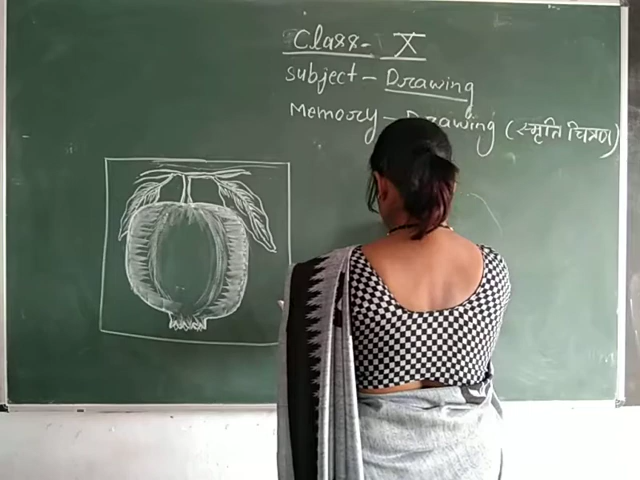 Class- X
Subject - Drawing
Memory - Drawing (स्मृति चित्रण)